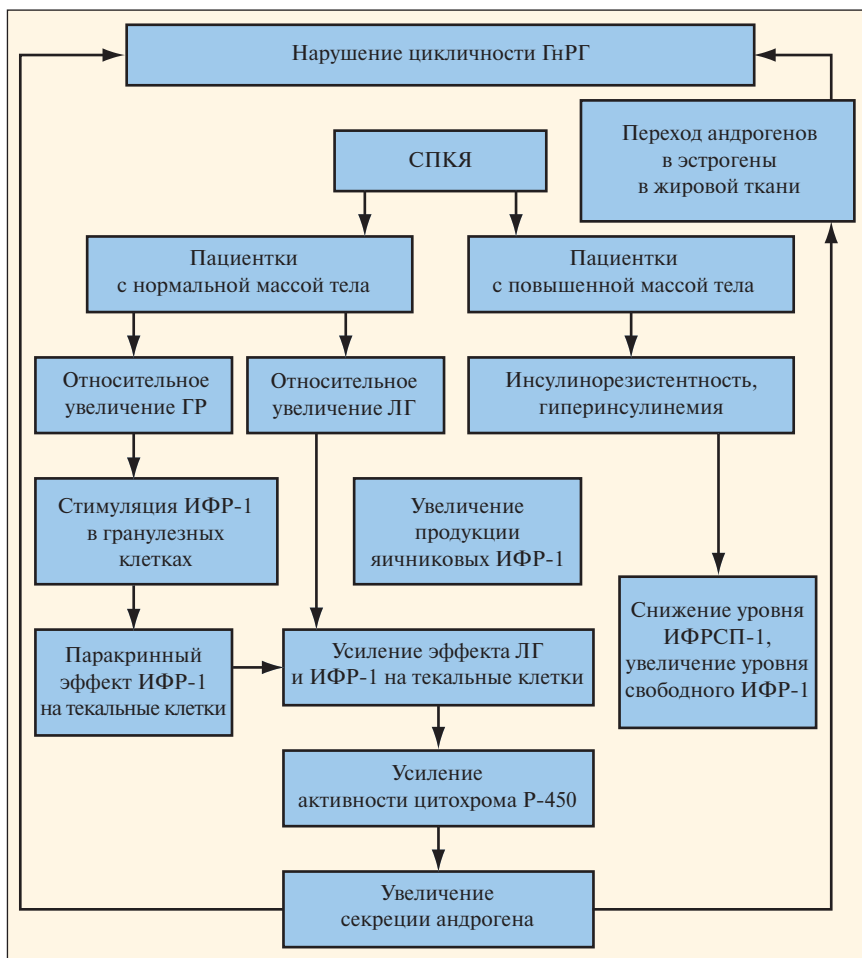 Нарушение цикличности ГнРГ
Переход андрогенов
в эстрогены
в жировой ткани
СПКЯ
Пациентки
с нормальной массой тела
Пациентки
с повышенной массой тела
Относительное
увеличение ГР
Относительное
увеличение ЛГ
Инсулинорезистентность,
гиперинсулинемия
Стимуляция ИФР-1
в гранулезных
клетках
Увеличение
продукции
яичниковых ИФР-1
Снижение уровня
ИФРСП-1,
увеличение уровня
свободного ИФР-1
Паракринный
эффект ИФР-1
на текальные клетки
Усиление эффекта ЛГ
и ИФР-1 на текальные клетки
Усиление
активности цитохрома Р-450
Увеличение
секреции андрогена